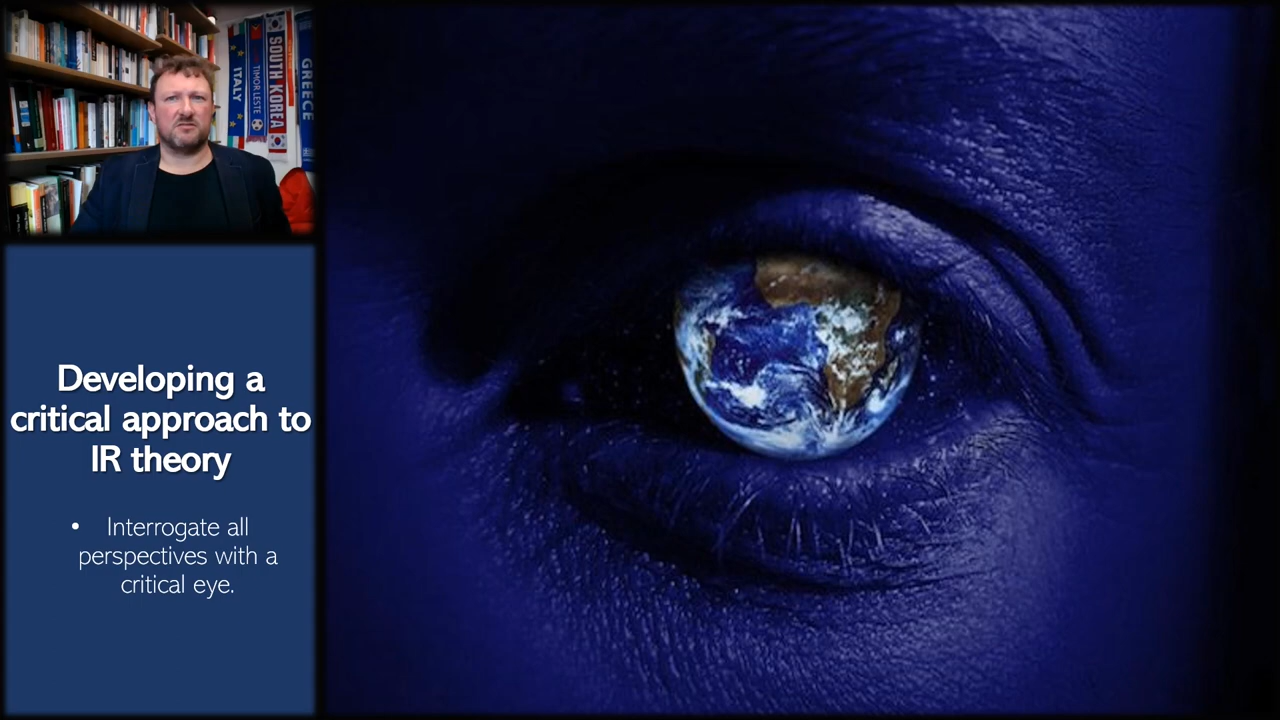 ITALY
TIMOR LESTE
SOUTH KOREA
GREECE
Developing a
critical approach to
IR theory
• Interrogate all
perspectives with a
critical eye.